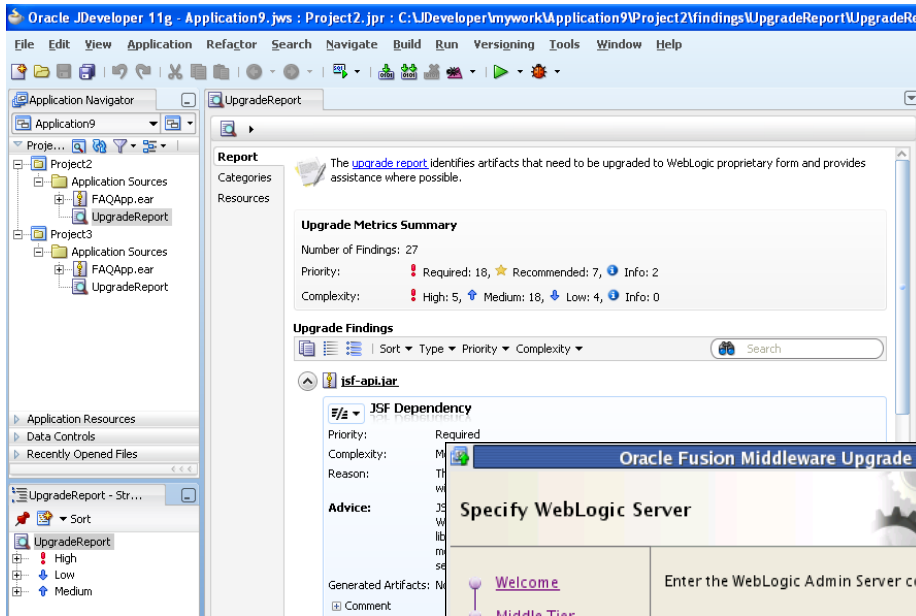 Oracle JDeveloper 11g - Application9.jws : Project2.jpr : C:\JDeveloper\mywork\Application9\Project2\findings\UpgradeReport\UpgradeRe
File Edit View Application Refactor Search Navigate Build Run Versioning Tools Window Help
Application Navigator
Application9
Proje...
Project2
Application Sources
FAQApp.ear
UpgradeReport
Project3
Application Sources
FAQApp.ear
UpgradeReport
Application Resources
Data Controls
Recently Opened Files
UpgradeReport - Str...
Sort
UpgradeReport
High
Low
Medium
UpgradeReport
Report
Categories
Resources
The upgrade report identifies artifacts that need to be upgraded to WebLogic proprietary form and provides
assistance where possible.
Upgrade Metrics Summary
Number of Findings: 27
Priority: Required: 18, Recommended: 7, Info: 2
Complexity: High: 5, Medium: 18, Low: 4, Info: 0
Upgrade Findings
Sort Type Priority Complexity Search
jsf-api.jar
JSF Dependency
Priority: Required
Complexity:
Reason:
Advice:
Generated Artifacts:
Comment
Oracle Fusion Middleware Upgrade
Specify WebLogic Server
Welcome
Middle Tier
Enter the WebLogic Admin Server